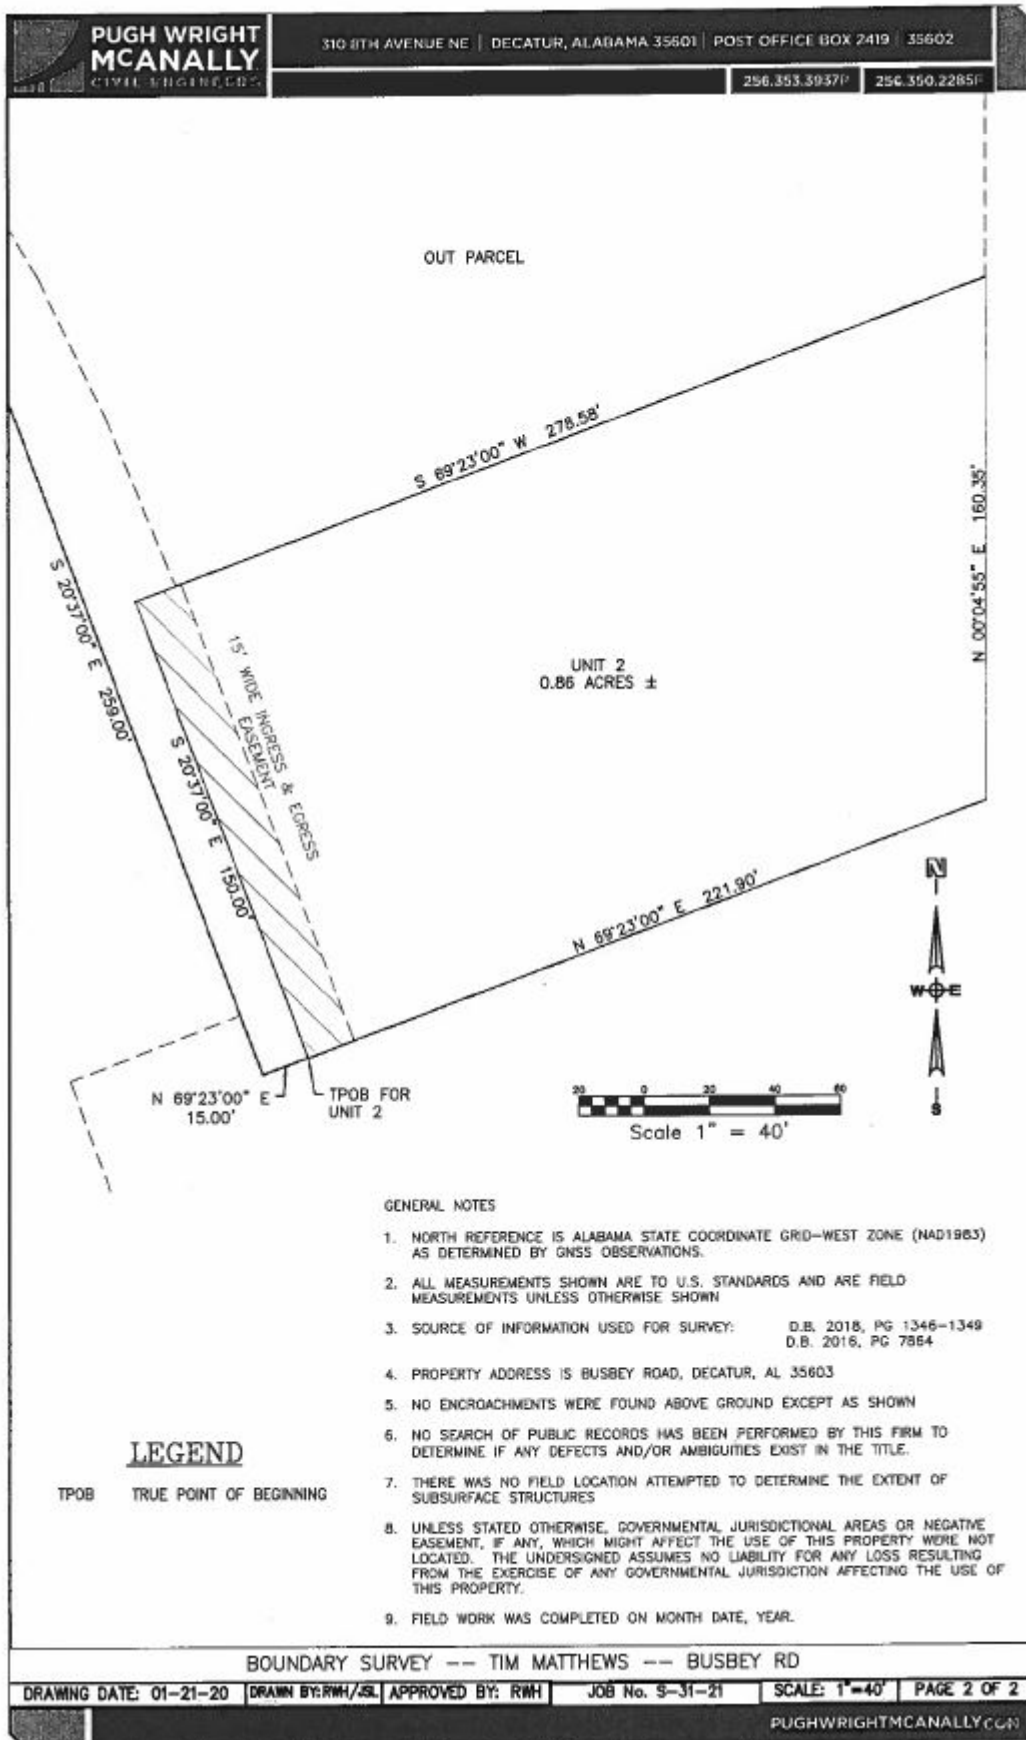 PUGH WRIGHT
MCANALLY
CIVIL ENGINEERS
310 8TH AVENUE NE | DECATUR, ALABAMA 35601 | POST OFFICE BOX 2419 | 35602
256.353.3937P
256.350.2285F
OUT PARCEL
S 69°23'00" W 278.58'
N 00°04'55" E 160.35'
S 20°37'00" E 259.00'
15' WIDE INGRESS & EGRESS
EASEMENT
UNIT 2
0.86 ACRES ±
S 20°37'00" E 150.00'
N 69°23'00" E 221.90'
N
W E
S
N 69°23'00" E
15.00'
TPOB FOR
UNIT 2
20 0 20 40 60
Scale 1" = 40'
GENERAL NOTES
1. NORTH REFERENCE IS ALABAMA STATE COORDINATE GRID-WEST ZONE (NAD1983)
AS DETERMINED BY GNSS OBSERVATIONS.
2. ALL MEASUREMENTS SHOWN ARE TO U.S. STANDARDS AND ARE FIELD
MEASUREMENTS UNLESS OTHERWISE SHOWN
3. SOURCE OF INFORMATION USED FOR SURVEY: D.B. 2018, PG 1346-1349
D.B. 2016, PG 7864
4. PROPERTY ADDRESS IS BUSBEY ROAD, DECATUR, AL 35603
5. NO ENCROACHMENTS WERE FOUND ABOVE GROUND EXCEPT AS SHOWN
6. NO SEARCH OF PUBLIC RECORDS HAS BEEN PERFORMED BY THIS FIRM TO
DETERMINE IF ANY DEFECTS AND/OR AMBIGUITIES EXIST IN THE TITLE.
7. THERE WAS NO FIELD LOCATION ATTEMPTED TO DETERMINE THE EXTENT OF
SUBSURFACE STRUCTURES
8. UNLESS STATED OTHERWISE, GOVERNMENTAL JURISDICTIONAL AREAS OR NEGATIVE
EASEMENT, IF ANY, WHICH MIGHT AFFECT THE USE OF THIS PROPERTY WERE NOT
LOCATED. THE UNDERSIGNED ASSUMES NO LIABILITY FOR ANY LOSS RESULTING
FROM THE EXERCISE OF ANY GOVERNMENTAL JURISDICTION AFFECTING THE USE OF
THIS PROPERTY.
9. FIELD WORK WAS COMPLETED ON MONTH DATE, YEAR.
LEGEND
TPOB TRUE POINT OF BEGINNING
BOUNDARY SURVEY -- TIM MATTHEWS -- BUSBEY RD
DRAWING DATE: 01-21-20 DRAWN BY:RWH/JSL APPROVED BY: RWH JOB No. S-31-21 SCALE: 1"=40' PAGE 2 OF 2
PUGHWRIGHTMCANALLY.COM